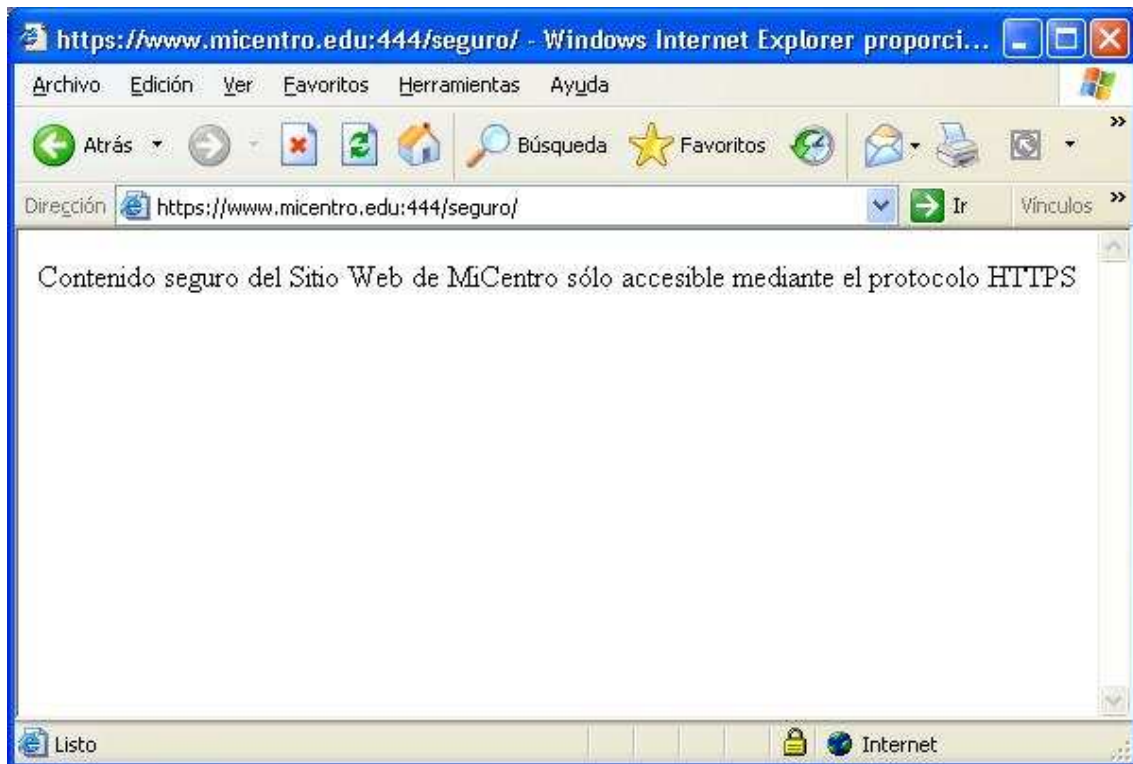 https://www.micentro.edu:444/seguro/ - Windows Internet Explorer proporci...
Archivo Edición Ver Favoritos Herramientas Ayuda
Atrás Búsqueda Favoritos »
Dirección https://www.micentro.edu:444/seguro/ Ir Vínculos »
Contenido seguro del Sitio Web de MiCentro sólo accesible mediante el protocolo HTTPS
Listo Internet